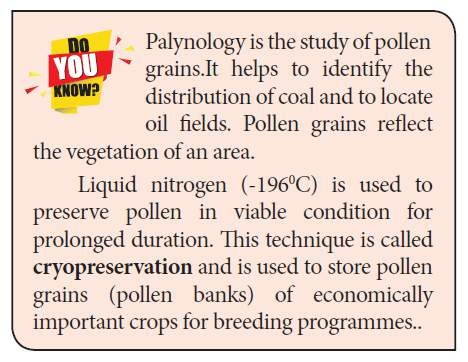 DO
YOU
KNOW?
Palynology is the study of pollen
grains.It helps to identify the
distribution of coal and to locate
oil fields. Pollen grains reflect
the vegetation of an area.
Liquid nitrogen (-196⁰C) is used to
preserve pollen in viable condition for
prolonged duration. This technique is called
cryopreservation and is used to store pollen
grains (pollen banks) of economically
important crops for breeding programmes..